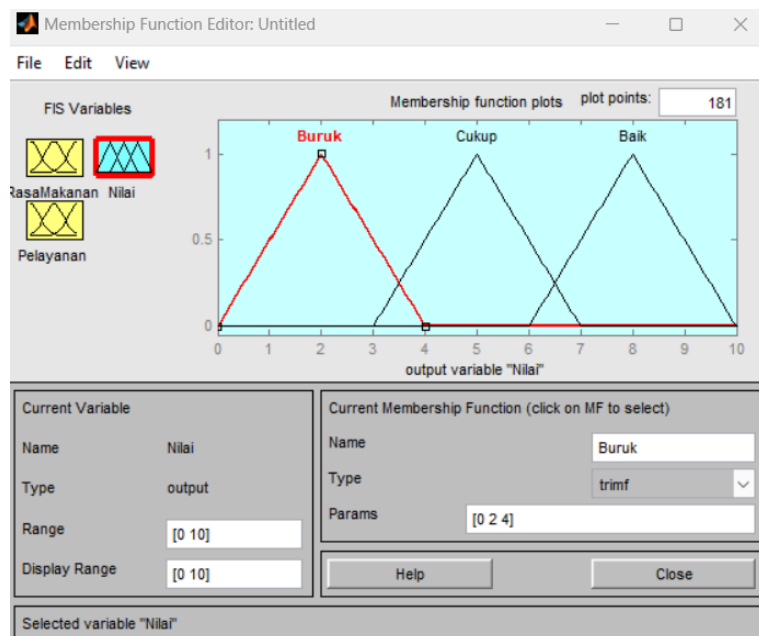 Membership Function Editor: Untitled
File Edit View
FIS Variables
Membership function plots plot points: 181
Buruk Cukup Baik
RasaMakanan Nilai
Pelayanan
1
0.5
0
0 1 2 3 4 5 6 7 8 9 10
output variable "Nilai"
Current Variable
Name Nilai
Type output
Range [0 10]
Display Range [0 10]
Current Membership Function (click on MF to select)
Name Buruk
Type trimf
Params [0 2 4]
Help Close
Selected variable "Nilai"